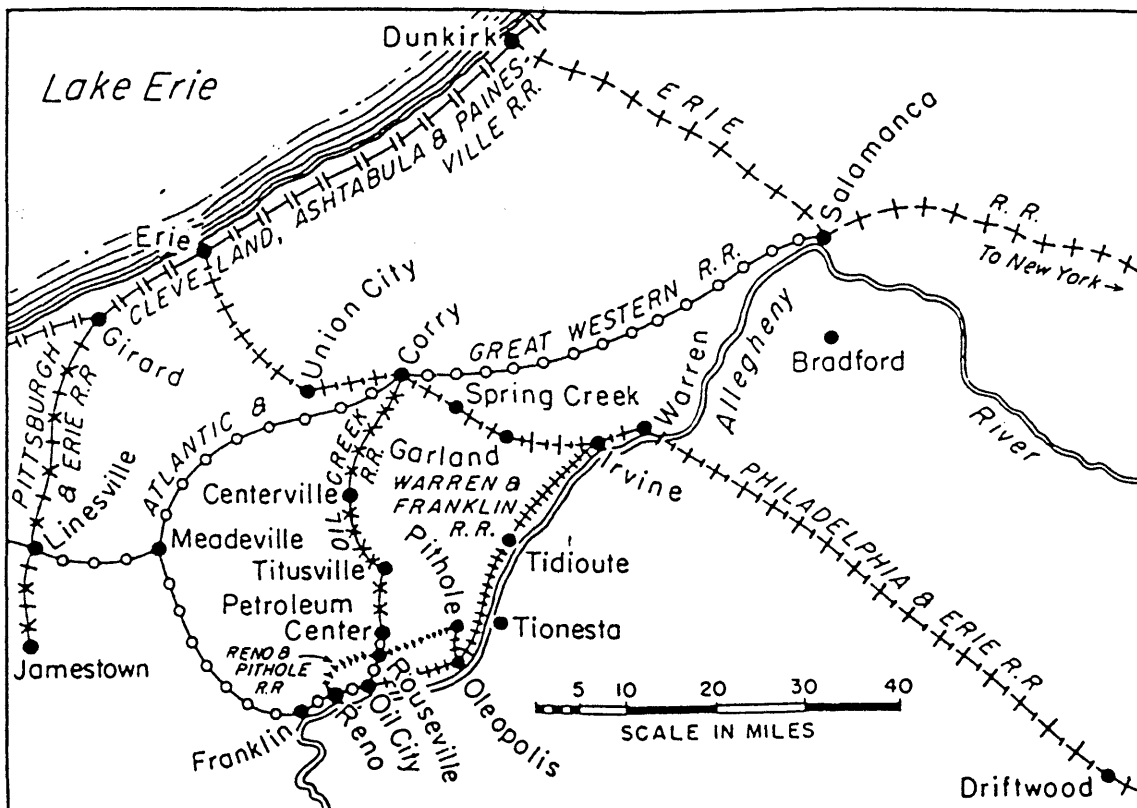 Dunkirk
Lake Erie
ERIE
R. R.
To New York→
Salamanca
CLEVELAND, ASHTABULA & PAINES-
VILLE R.R.
Erie
Girard
Union City
Corry
GREAT WESTERN R.R.
ATLANTIC &
Spring Creek
Warren
Allegheny
River
Bradford
PITTSBURGH
& ERIE R.R
Linesville
OIL CREEK
R.R.
Garland
WARREN &
FRANKLIN
R.R.
Irvine
Centerville
Meadeville
Titusville
Pithole
Tidioute
PHILADELPHIA & ERIE R.R
Petroleum
Center
Tionesta
Jamestown
RENO &
PITHOLE
R.R
Franklin
Reno
Oil City
Rouseville
Oleopolis
5 10 20 30 40
SCALE IN MILES
Driftwood